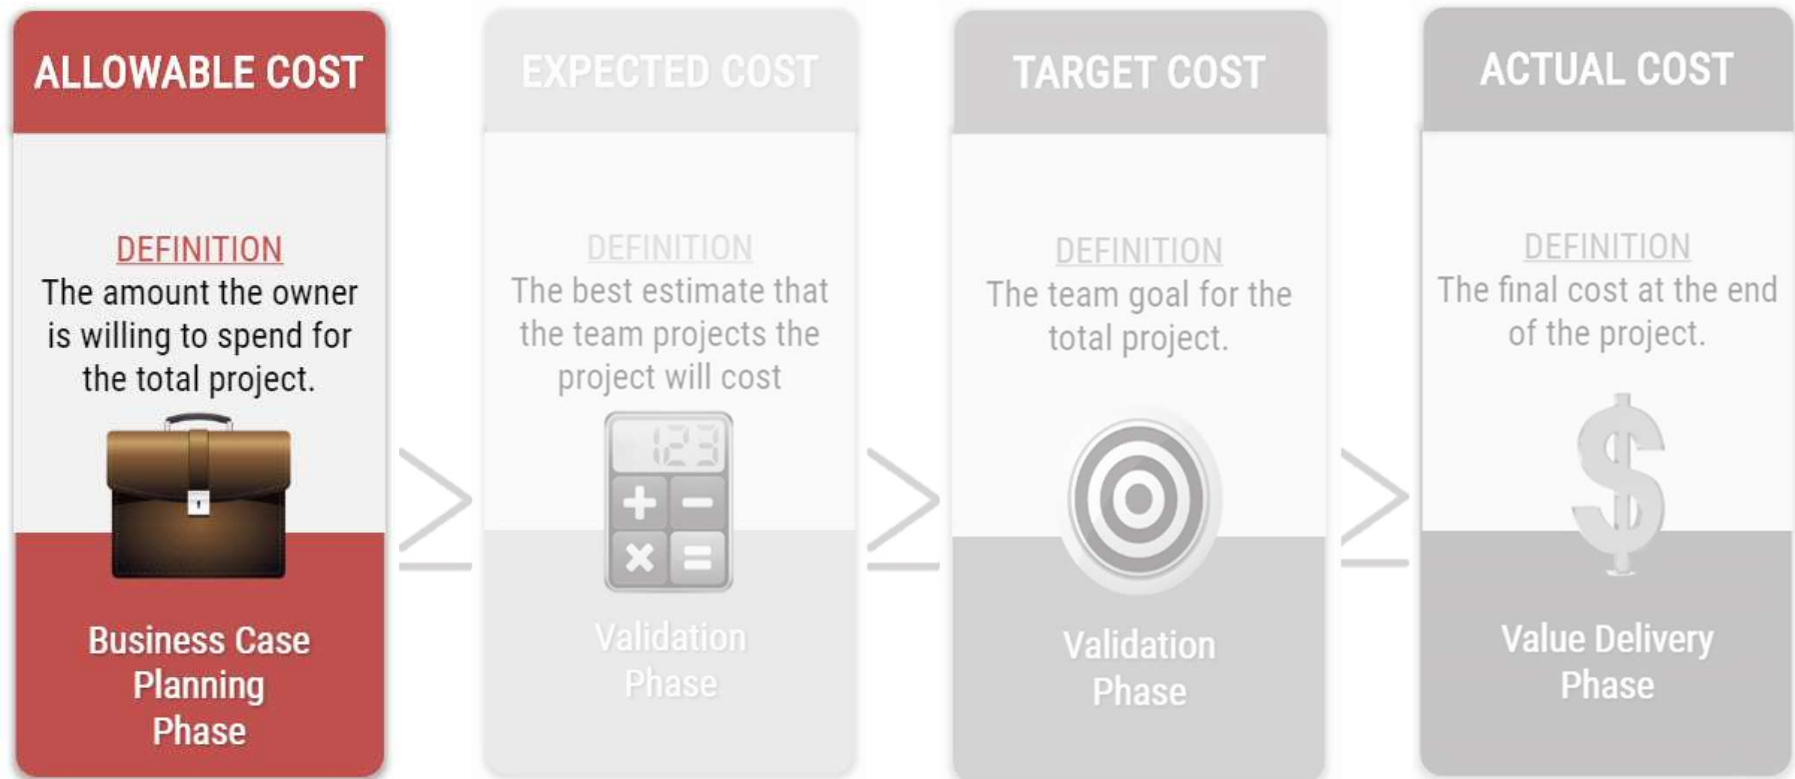 ALLOWABLE COST
DEFINITION
The amount the owner
is willing to spend for
the total project.
Business Case
Planning
Phase
EXPECTED COST
DEFINITION
The best estimate that
the team projects the
project will cost
123
+ −
× =
Validation
Phase
TARGET COST
DEFINITION
The team goal for the
total project.
Validation
Phase
ACTUAL COST
DEFINITION
The final cost at the end
of the project.
$
Value Delivery
Phase